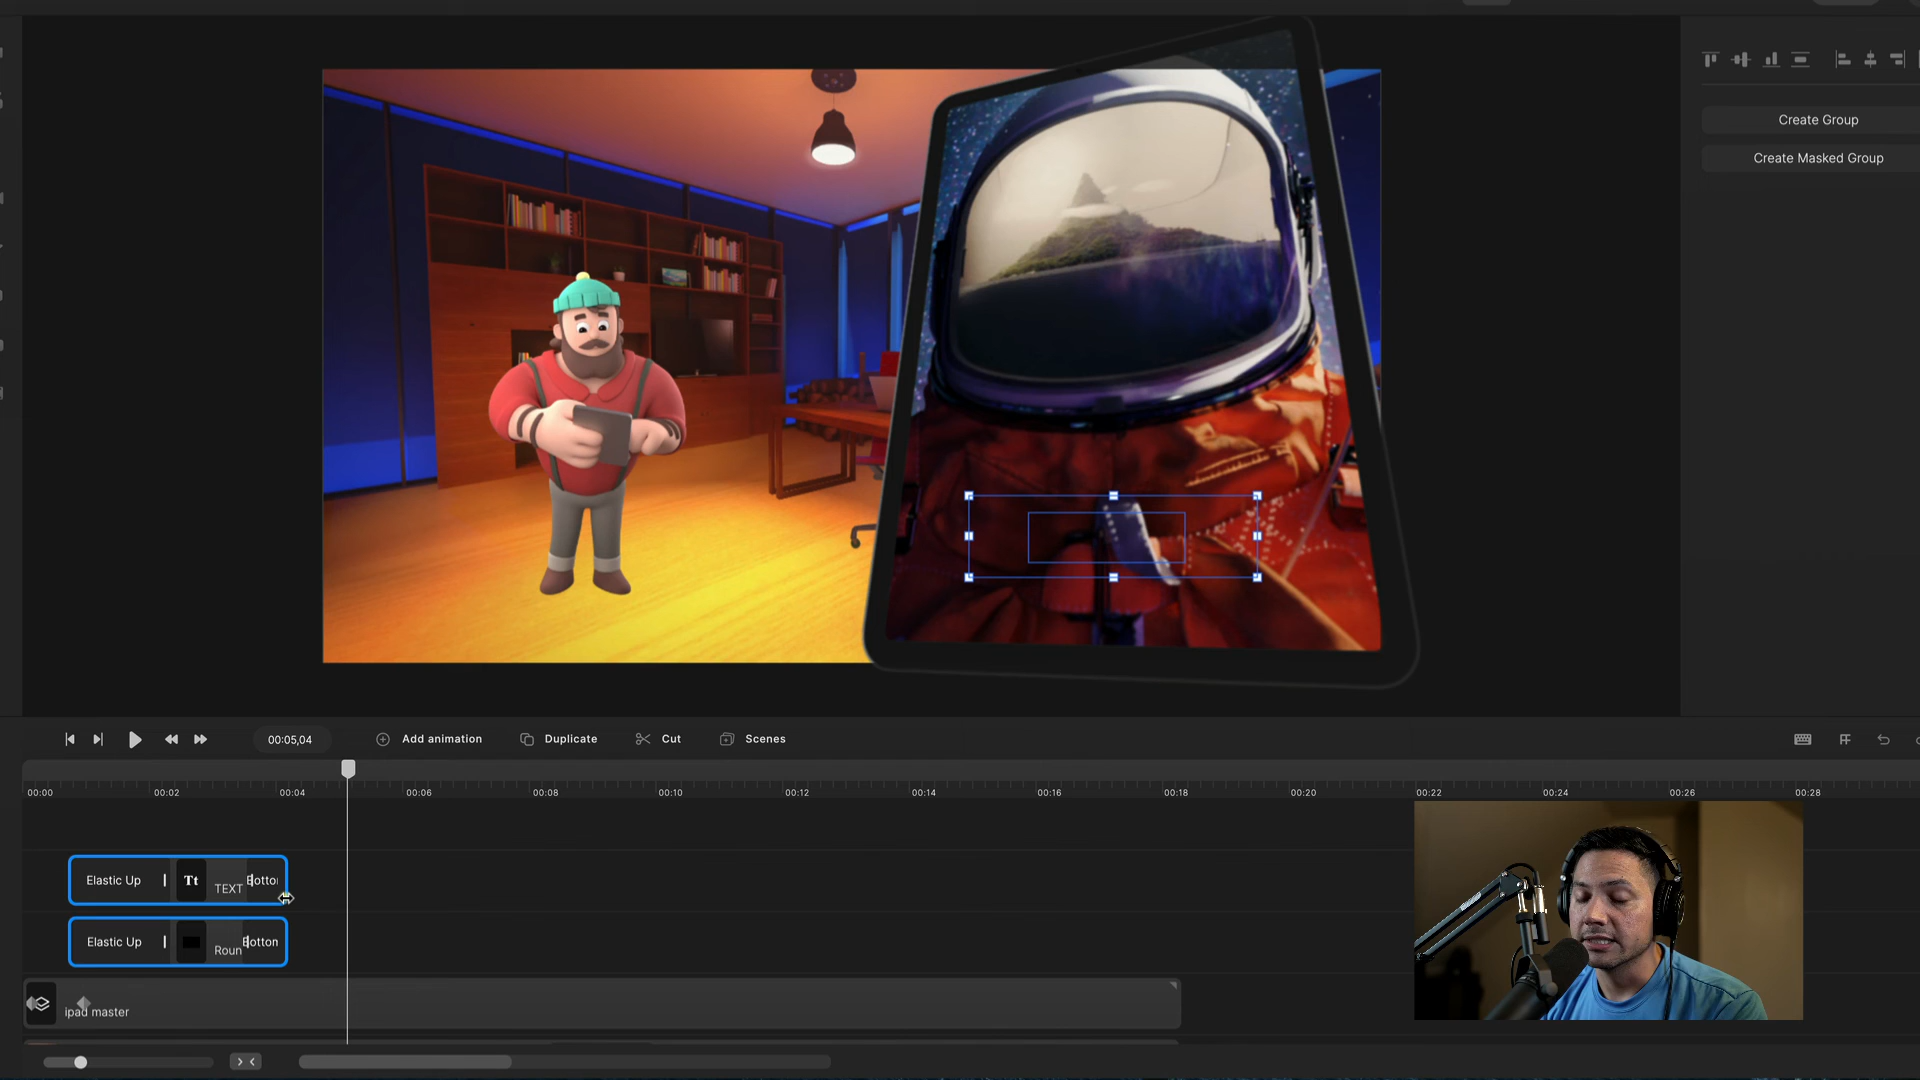 Create Group
Create Masked Group
00:05,04
Add animation
Duplicate
Cut
Scenes
00:00
00:02
00:04
00:06
00:08
00:10
00:12
00:14
00:16
00:18
00:20
00:22
00:24
00:26
00:28
Elastic Up
Tt
TEXT
Botto
Elastic Up
Roun
Botton
ipad master